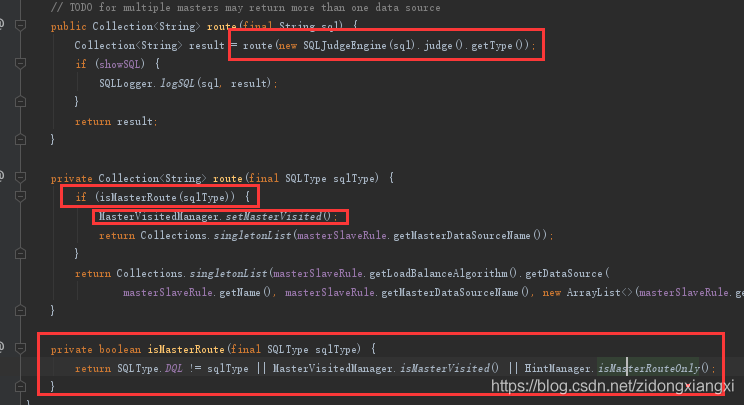 // TODO for multiple masters may return more than one data source
public Collection<String> route(final String sql) {
Collection<String> result = route(new SQLJudgeEngine(sql).judge().getType());
if (showSQL) {
SQLLogger.logSQL(sql, result);
}
return result;
}
private Collection<String> route(final SQLType sqlType) {
if (isMasterRoute(sqlType)) {
MasterVisitedManager.setMasterVisited();
return Collections.singletonList(masterSlaveRule.getMasterDataSourceName());
}
return Collections.singletonList(masterSlaveRule.getLoadBalanceAlgorithm().getDataSource(
masterSlaveRule.getName(), masterSlaveRule.getMasterDataSourceName(), new ArrayList<>(masterSlaveRule.ge
}
private boolean isMasterRoute(final SQLType sqlType) {
return SQLType.DQL != sqlType || MasterVisitedManager.isMasterVisited() || HintManager.isMasterRouteOnly();
}
https://blog.csdn.net/zidongxiangxi